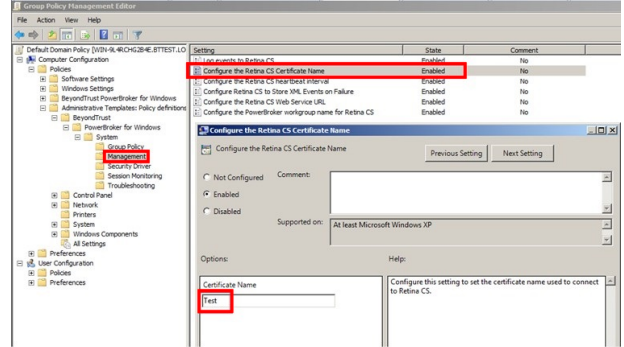 Group Policy Management Editor
File Action View Help
Default Domain Policy [WIN-9L4RCHG2B4E.BTTEST.LO
Computer Configuration
Policies
Software Settings
Windows Settings
BeyondTrust PowerBroker for Windows
Administrative Templates: Policy definitions
BeyondTrust
PowerBroker for Windows
System
Group Policy
Management
Security Driver
Session Monitoring
Troubleshooting
Control Panel
Network
Printers
System
Windows Components
All Settings
Preferences
User Configuration
Policies
Preferences
Setting State Comment
Log events to Retina CS Enabled No
Configure the Retina CS Certificate Name Enabled No
Configure the Retina CS heartbeat interval Enabled No
Configure Retina CS to Store XML Events on Failure Enabled No
Configure the Retina CS Web Service URL Enabled No
Configure the PowerBroker workgroup name for Retina CS Enabled No
Configure the Retina CS Certificate Name
Configure the Retina CS Certificate Name
Previous Setting Next Setting
Not Configured Comment:
Enabled
Disabled
Supported on: At least Microsoft Windows XP
Options: Help:
Certificate Name
Test
Configure this setting to set the certificate name used to connect
to Retina CS.